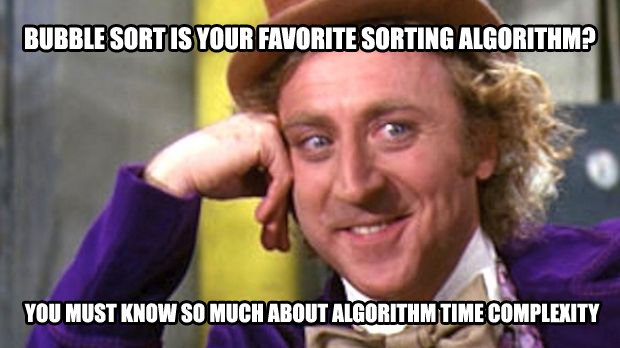 BUBBLE SORT IS YOUR FAVORITE SORTING ALGORITHM?
YOU MUST KNOW SO MUCH ABOUT ALGORITHM TIME COMPLEXITY